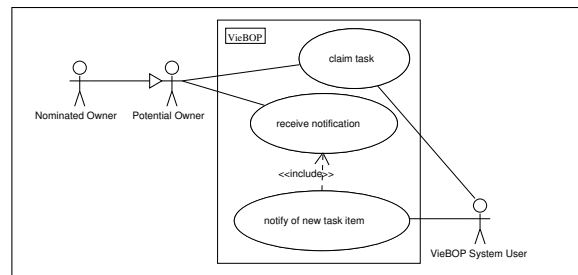 VieBOP
claim task
Nominated Owner
Potential Owner
receive notification
<<include>>
notify of new task item
VieBOP System User